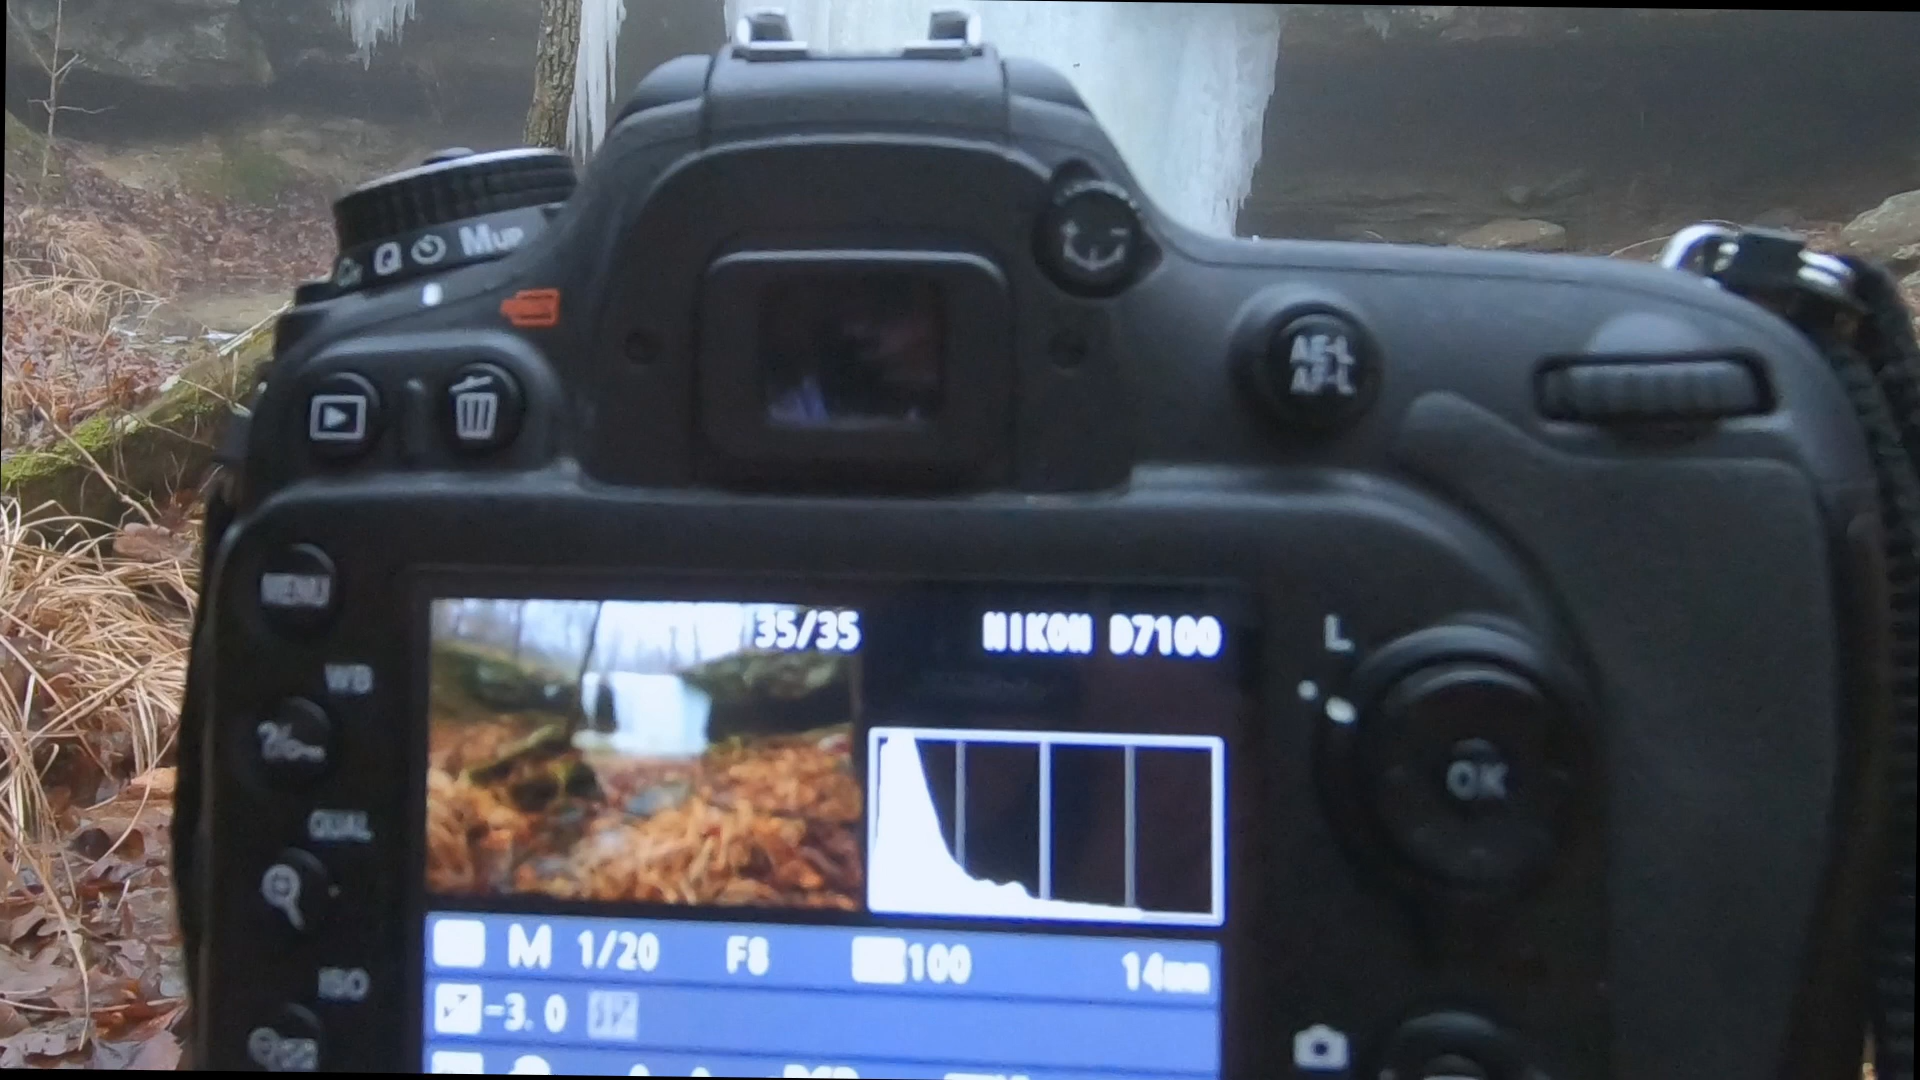 Q MUP
AE-L
AF-L
MENU
35/35 NIKON D7100
L
WB
OK
QUAL
M 1/20 F8 100 14mm
-3.0
ISO